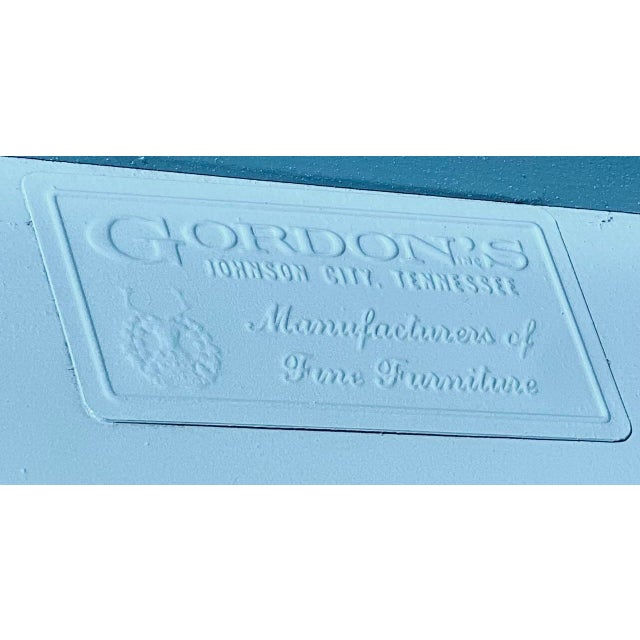 GORDON'S INC.
JOHNSON CITY, TENNESSEE
Manufacturers of
Fine Furniture